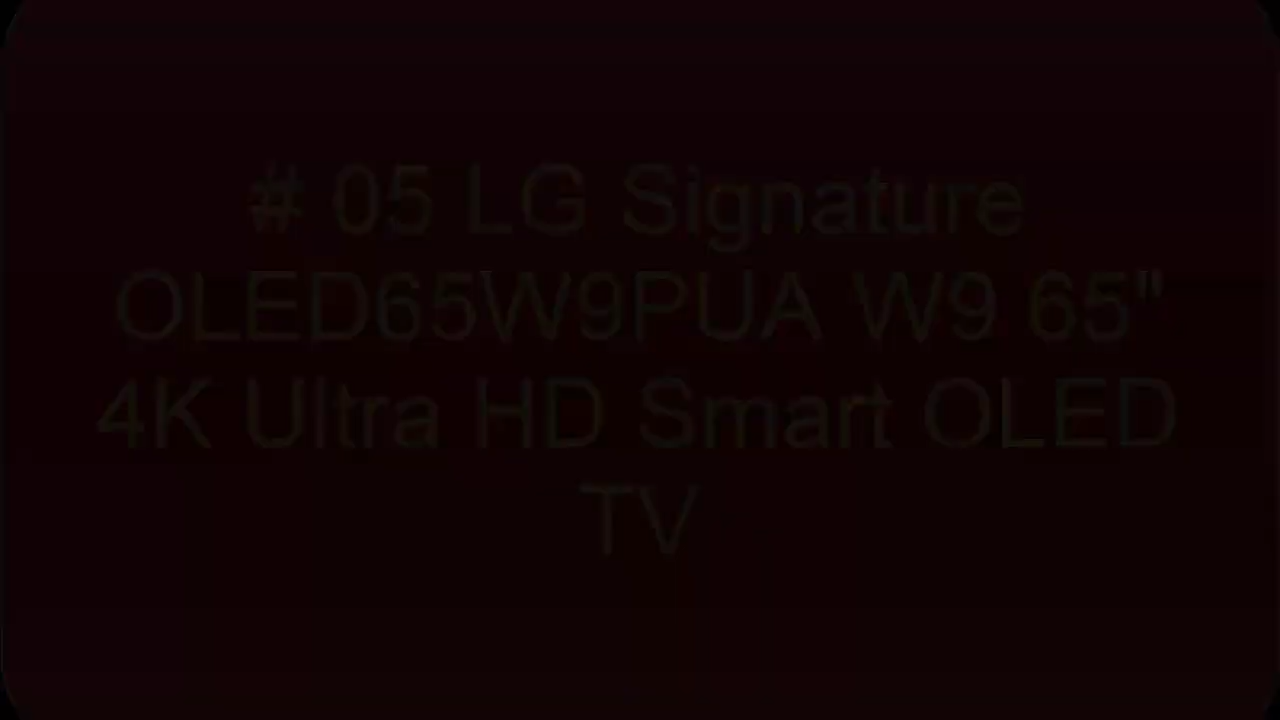 # 05 LG Signature
OLED65W9PUA W9 65"
4K Ultra HD Smart OLED
TV